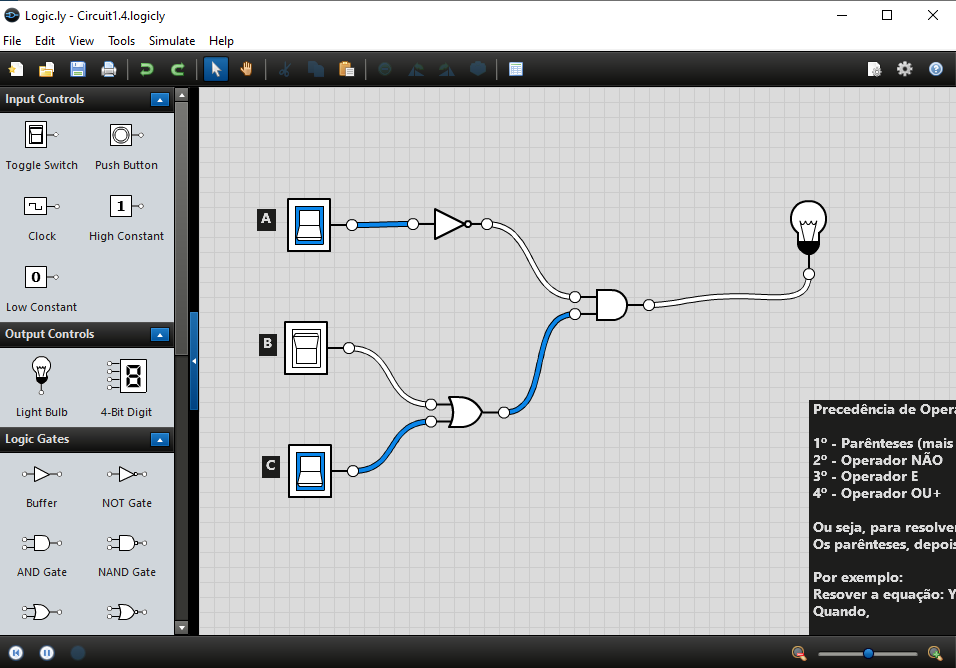 Logic.ly - Circuit1.4.logicly
File Edit View Tools Simulate Help
Input Controls
Toggle Switch Push Button
Clock 1 High Constant
0 Low Constant
Output Controls
Light Bulb 4-Bit Digit
Logic Gates
Buffer NOT Gate
AND Gate NAND Gate
A
B
C
Precedência de Opera
1º - Parênteses (mais
2º - Operador NÃO
3º - Operador E
4º - Operador OU+
Ou seja, para resolver
Os parênteses, depois
Por exemplo:
Resover a equação: Y
Quando,